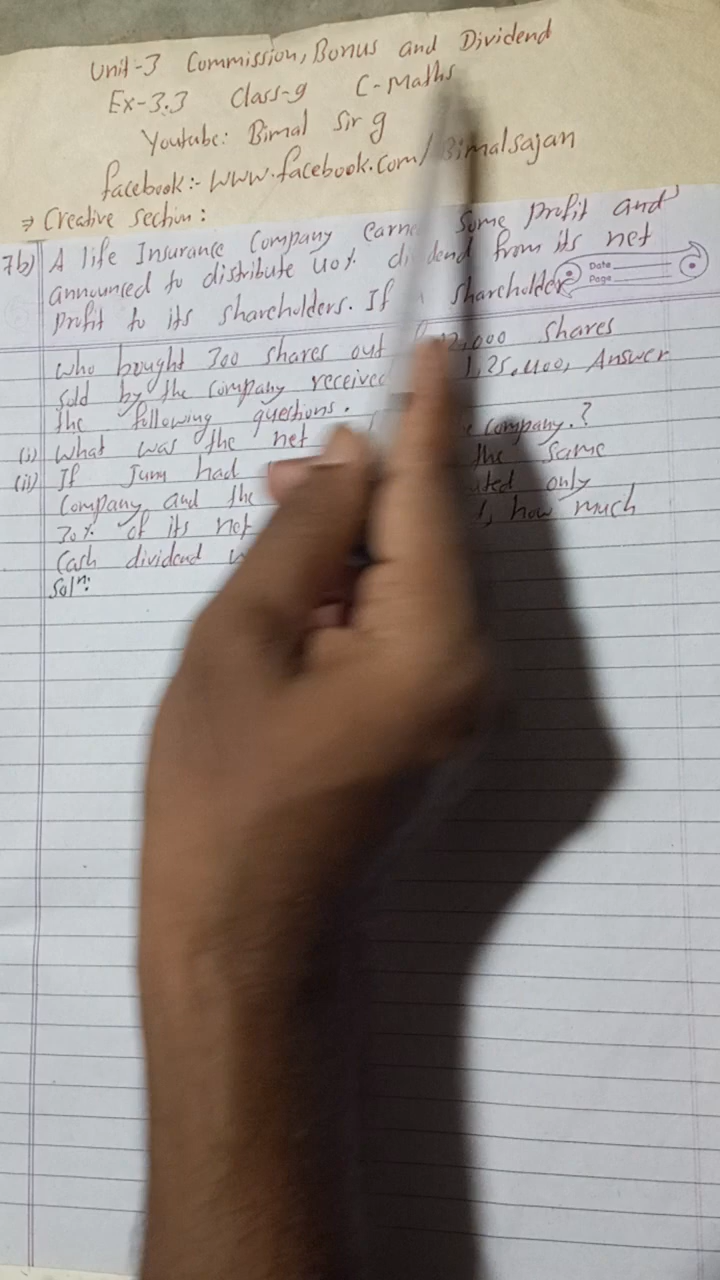 Unit-3 Commission, Bonus and Dividend
Ex-3.3 Class-9 C-Maths
Youtube: Bimal Sir g
facebook:- www.facebook.com/Bimalsajan
⇒ Creative section:
7b) A life Insurance Company earne some profit and
announced to distribute 40% dividend from its net
Date
Page
profit to its shareholders. If shareholder
who bought 300 shares out 12,000 shares
sold by the company received 1,25,400, Answer
the following questions.
(i) What was the net company.?
(ii) If had the same
Company and the only
30% of its net how much
Cash dividend
Solⁿ: